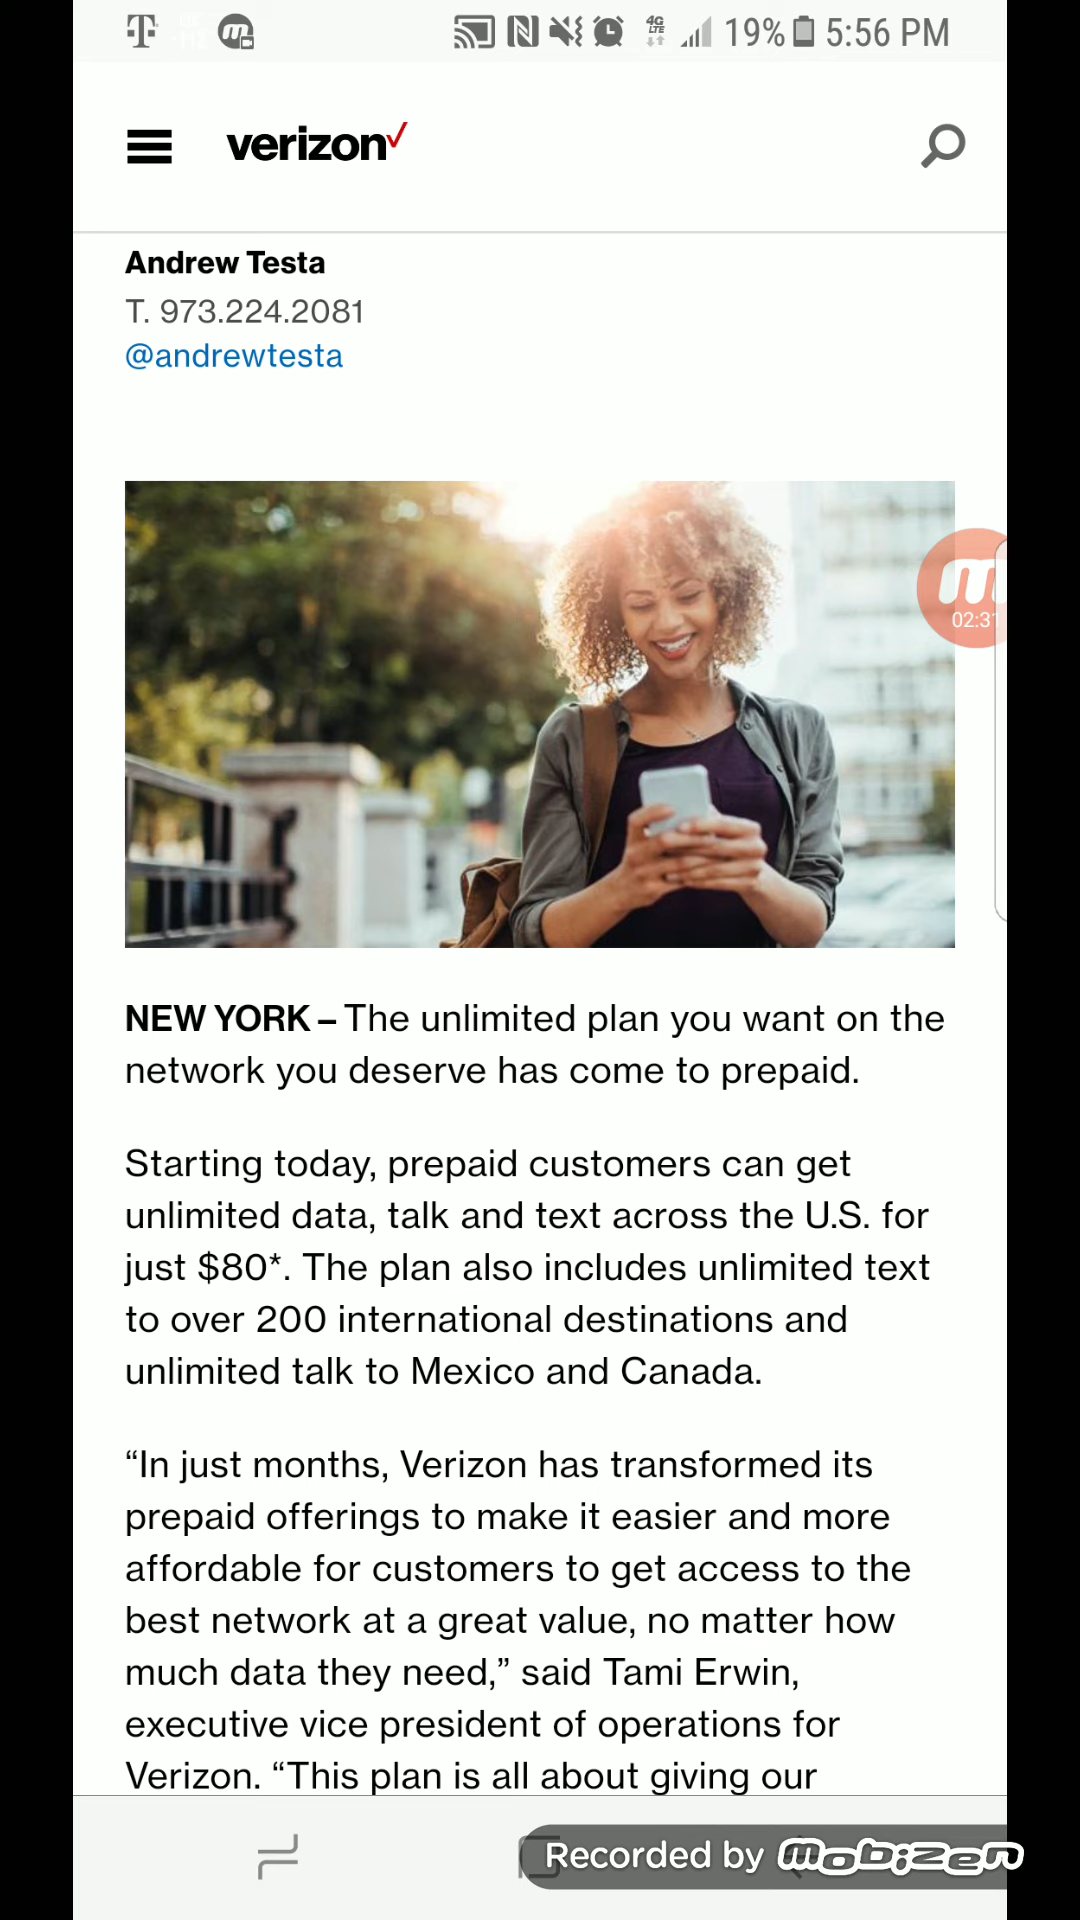 4G
LTE
19%
5:56 PM
verizon
Andrew Testa
T. 973.224.2081
@andrewtesta
02:31
NEW YORK – The unlimited plan you want on the
network you deserve has come to prepaid.
Starting today, prepaid customers can get
unlimited data, talk and text across the U.S. for
just $80*. The plan also includes unlimited text
to over 200 international destinations and
unlimited talk to Mexico and Canada.
“In just months, Verizon has transformed its
prepaid offerings to make it easier and more
affordable for customers to get access to the
best network at a great value, no matter how
much data they need,” said Tami Erwin,
executive vice president of operations for
Verizon. “This plan is all about giving our
Recorded by mobizen